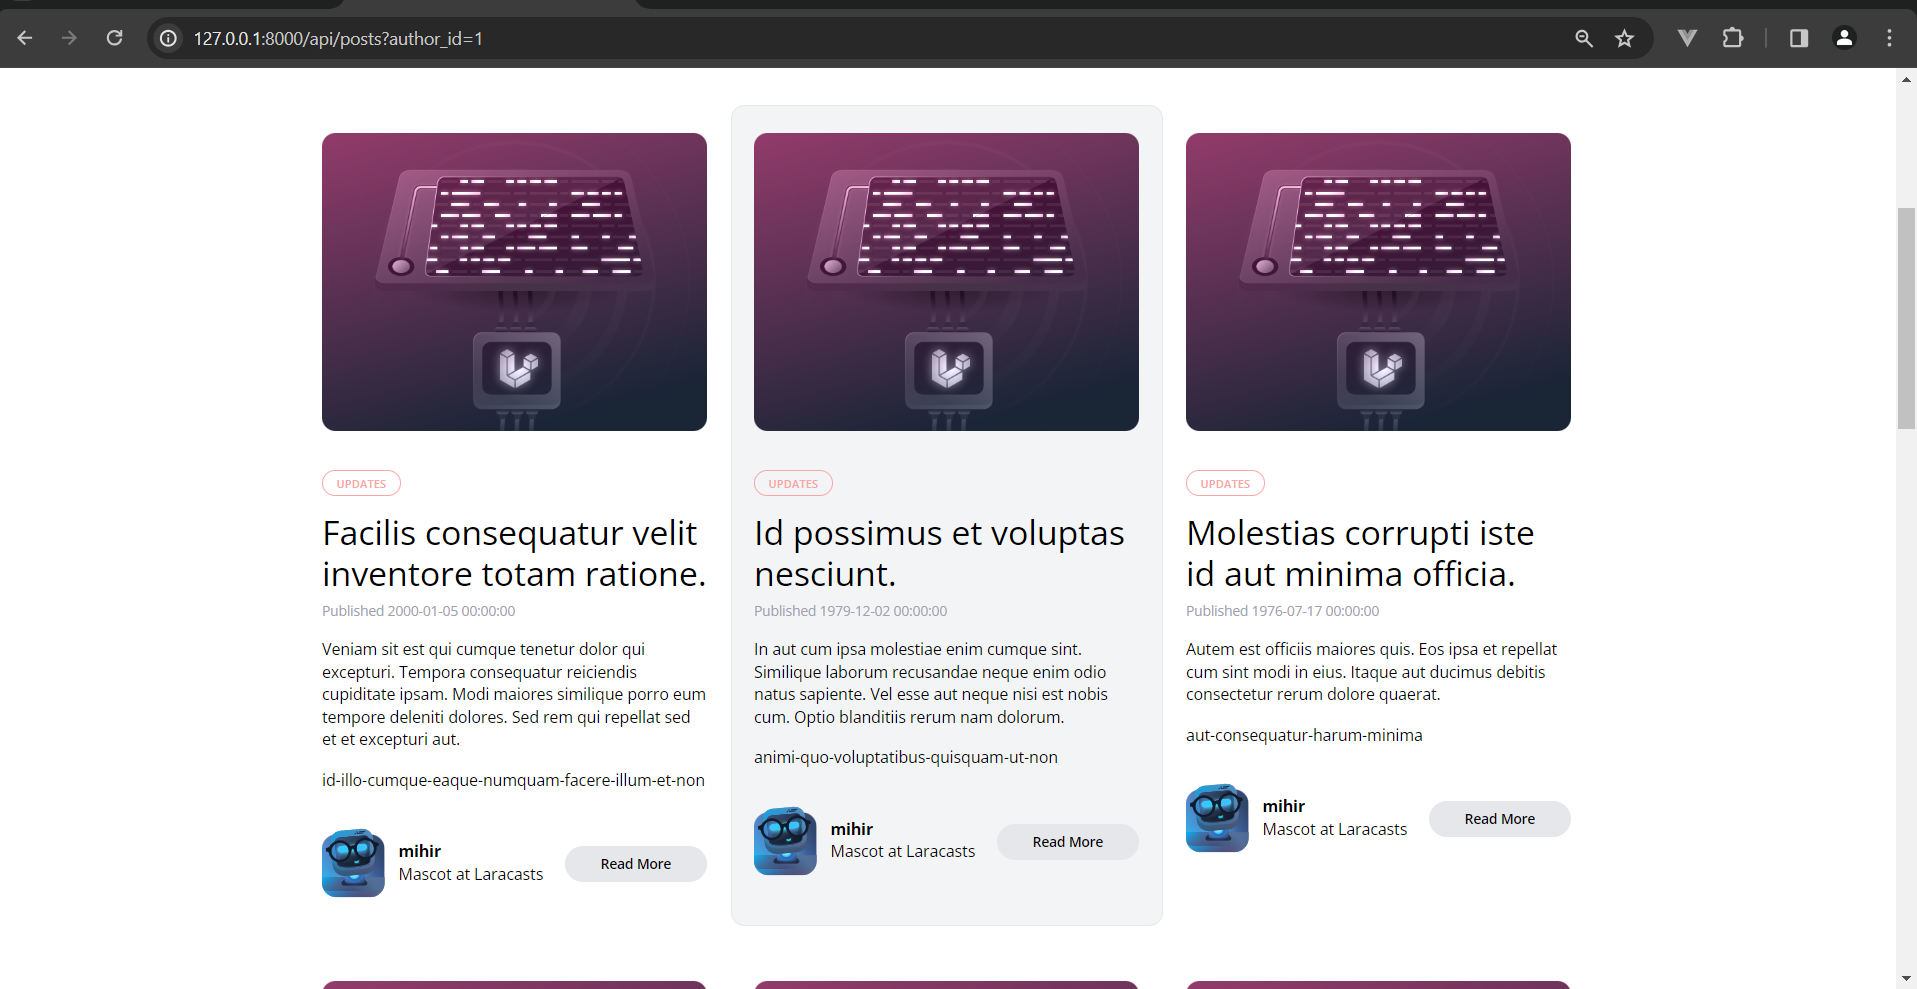 127.0.0.1:8000/api/posts?author_id=1
UPDATES
Facilis consequatur velit
inventore totam ratione.
Published 2000-01-05 00:00:00
Veniam sit est qui cumque tenetur dolor qui
excepturi. Tempora consequatur reiciendis
cupiditate ipsam. Modi maiores similique porro eum
tempore deleniti dolores. Sed rem qui repellat sed
et et excepturi aut.
id-illo-cumque-eaque-numquam-facere-illum-et-non
mihir
Mascot at Laracasts
Read More
UPDATES
Id possimus et voluptas
nesciunt.
Published 1979-12-02 00:00:00
In aut cum ipsa molestiae enim cumque sint.
Similique laborum recusandae neque enim odio
natus sapiente. Vel esse aut neque nisi est nobis
cum. Optio blanditiis rerum nam dolorum.
animi-quo-voluptatibus-quisquam-ut-non
mihir
Mascot at Laracasts
Read More
UPDATES
Molestias corrupti iste
id aut minima officia.
Published 1976-07-17 00:00:00
Autem est officiis maiores quis. Eos ipsa et repellat
cum sint modi in eius. Itaque aut ducimus debitis
consectetur rerum dolore quaerat.
aut-consequatur-harum-minima
mihir
Mascot at Laracasts
Read More